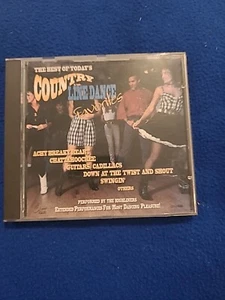 THE BEST OF TODAY'S
COUNTRY
LINE DANCE
Favorites
ACHY BREAKY HEART
CHATTAHOOCHEE
GUITARS, CADILLACS
DOWN AT THE TWIST AND SHOUT
SWINGIN'
OTHERS
PERFORMED BY THE
EXTENDED PERFORMANCES FOR MORE DANCING PLEASURE!